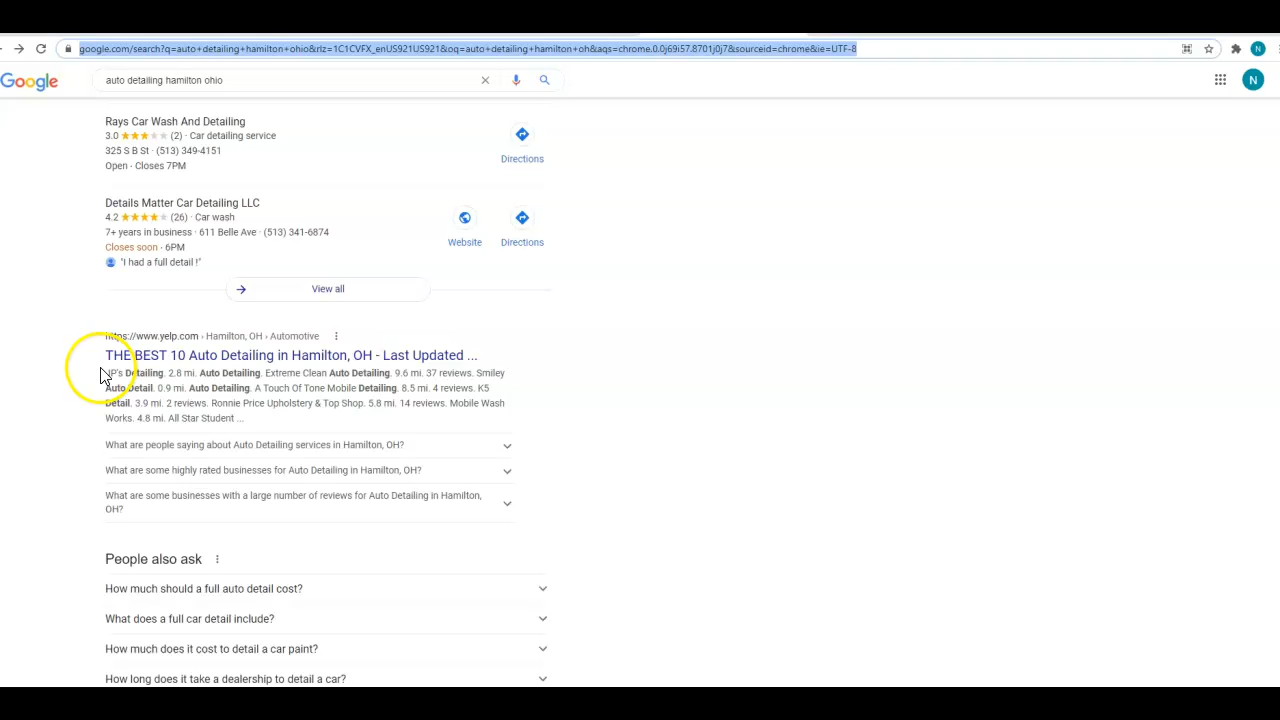 google.com/search?q=auto+detailing+hamilton+ohio&rlz=1C1CVFX_enUS921US921&oq=auto+detailing+hamilton+oh&aqs=chrome.0.0j69i57.8701j0j7&sourceid=chrome&ie=UTF-8
N
Google
auto detailing hamilton ohio
N
Rays Car Wash And Detailing
3.0 (2) · Car detailing service
325 S B St · (513) 349-4151
Open · Closes 7PM
Directions
Details Matter Car Detailing LLC
4.2 (26) · Car wash
7+ years in business · 611 Belle Ave · (513) 341-6874
Closes soon · 6PM
"I had a full detail !"
Website
Directions
View all
https://www.yelp.com › Hamilton, OH › Automotive
THE BEST 10 Auto Detailing in Hamilton, OH - Last Updated ...
Detailing. 2.8 mi. Auto Detailing. Extreme Clean Auto Detailing. 9.6 mi. 37 reviews. Smiley
Auto Detail. 0.9 mi. Auto Detailing. A Touch Of Tone Mobile Detailing. 8.5 mi. 4 reviews. K5
Detail. 3.9 mi. 2 reviews. Ronnie Price Upholstery & Top Shop. 5.8 mi. 14 reviews. Mobile Wash
Works. 4.8 mi. All Star Student ...
What are people saying about Auto Detailing services in Hamilton, OH?
What are some highly rated businesses for Auto Detailing in Hamilton, OH?
What are some businesses with a large number of reviews for Auto Detailing in Hamilton,
OH?
People also ask
How much should a full auto detail cost?
What does a full car detail include?
How much does it cost to detail a car paint?
How long does it take a dealership to detail a car?